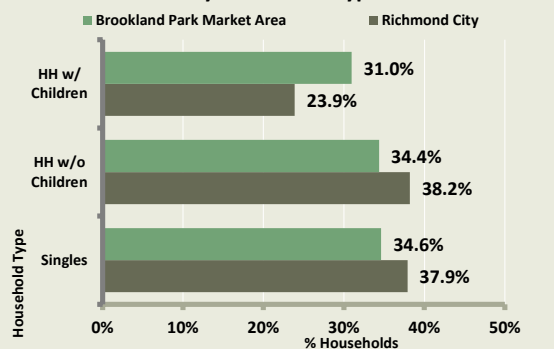 Brookland Park Market Area
Richmond City
HH w/
Children
31.0%
23.9%
HH w/o
Children
34.4%
38.2%
Singles
34.6%
37.9%
Household Type
0%
10%
20%
30%
40%
50%
% Households